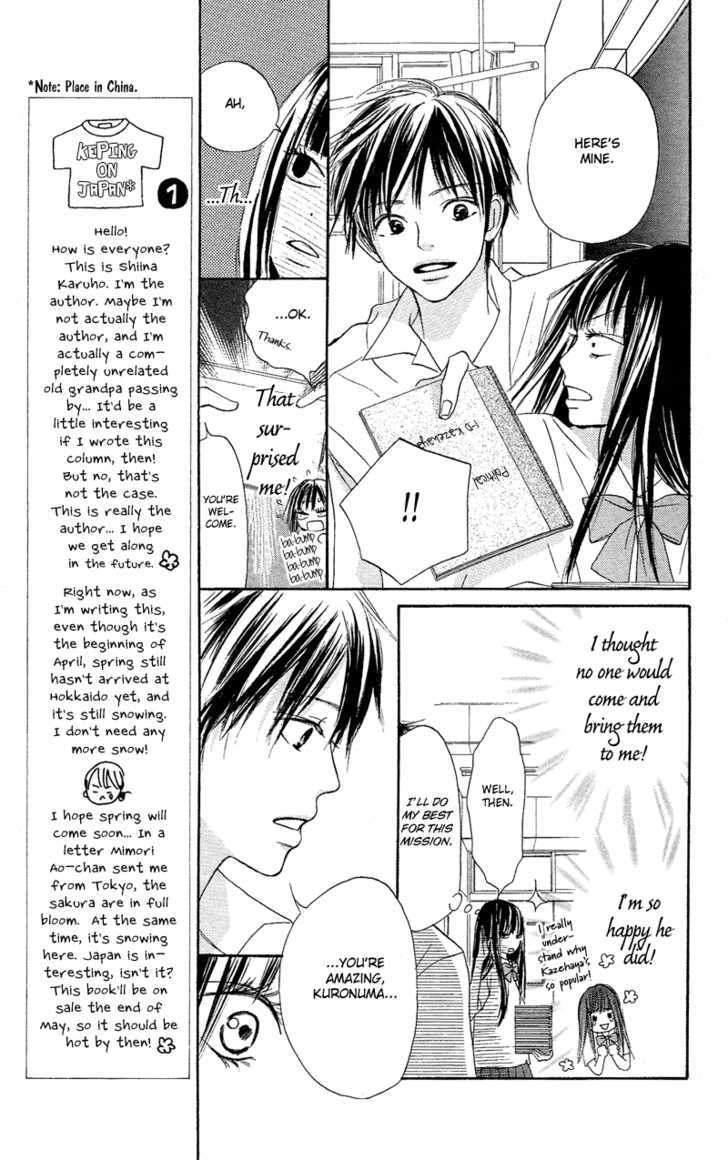 HERE'S
MINE.
!!
1-D Kazehaya
Political
AH,
...Th...
...OK.
Thanks.
That
sur-
prised
me!
YOU'RE
WEL-
COME.
ba-bump
ba-bump
ba-bump
ba-bump
I thought
no one would
come and
bring them
to me!
I'm so
happy he
did!
WELL,
THEN.
I'LL DO
MY BEST
FOR THIS
MISSION.
I really
under-
stand why
Kazehaya's
so popular!
...YOU'RE
AMAZING,
KURONUMA...
*Note: Place in China.
KEPING
ON
JAPAN*
1
Hello!
How is everyone?
This is Shiina
Karuho. I'm the
author. Maybe I'm
not actually the
author, and I'm
actually a com-
pletely unrelated
old grandpa passing
by... It'd be a
little interesting
if I wrote this
column, then!
But no, that's
not the case.
This is really the
author... I hope
we get along
in the future.
Right now, as
I'm writing this,
even though it's
the beginning of
April, spring still
hasn't arrived at
Hokkaido yet, and
it's still snowing.
I don't need any
more snow!
I hope spring will
come soon... In a
letter Mimori
Ao-chan sent me
from Tokyo, the
sakura are in full
bloom. At the same
time, it's snowing
here. Japan is in-
teresting, isn't it?
This book'll be on
sale the end of
May, so it should be
hot by then!